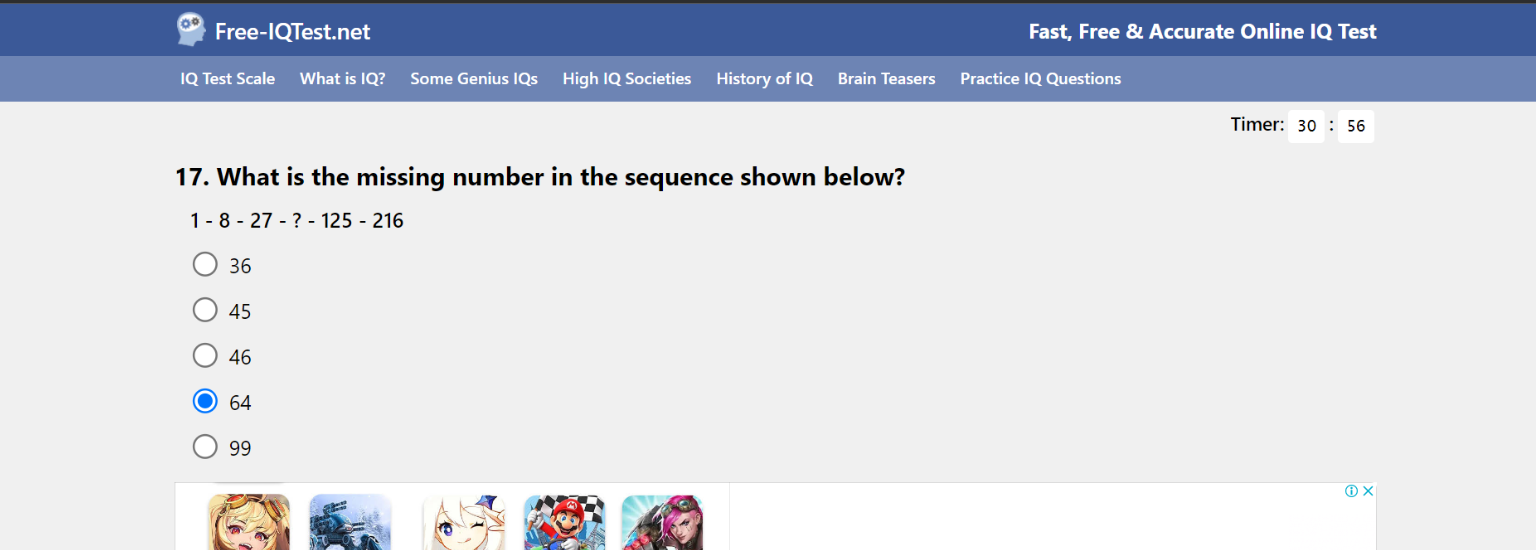 Free-IQTest.net
Fast, Free & Accurate Online IQ Test
IQ Test Scale What is IQ? Some Genius IQs High IQ Societies History of IQ Brain Teasers Practice IQ Questions
Timer: 30 : 56
17. What is the missing number in the sequence shown below?
1 - 8 - 27 - ? - 125 - 216
36
45
46
64
99